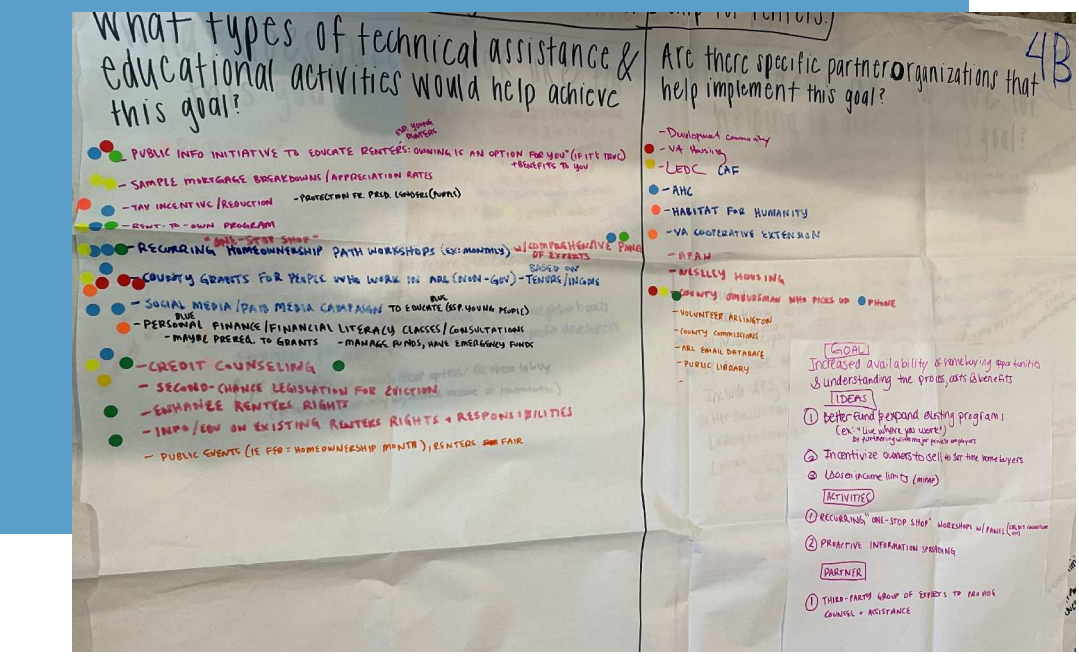 ship for renters.
What types of technical assistance &
educational activities would help achieve
this goal?
ESP. YOUNG
RENTERS
- PUBLIC INFO INITIATIVE TO EDUCATE RENTERS: "OWNING IS AN OPTION FOR YOU" (IF IT'S TRUE)
+BENEFITS TO YOU
- SAMPLE MORTGAGE BREAKDOWNS/APPRECIATION RATES
- TAX INCENTIVE/REDUCTION
- PROTECTION FR. PRED. LENDERS
- RENT-TO-OWN PROGRAM
"ONE-STOP SHOP"
- RECURRING HOMEOWNERSHIP PATH WORKSHOPS (EX: MONTHLY) W/COMPREHENSIVE PANEL
OF EXPERTS
BASED ON
- COUNTY GRANTS FOR PEOPLE WHO WORK IN ARL (NON-GOV) - TENURE/INCOME
BLUE
- SOCIAL MEDIA/PAID MEDIA CAMPAIGN TO EDUCATE (ESP. YOUNG PEOPLE)
BLUE
- PERSONAL FINANCE/FINANCIAL LITERACY CLASSES/CONSULTATIONS
- MAYBE PREREQ. TO GRANTS - MANAGE FUNDS, HAVE EMERGENCY FUNDS
- CREDIT COUNSELING
- SECOND-CHANCE LEGISLATION FOR EVICTION
- ENHANCE RENTERS RIGHTS
- INFO/EDU ON EXISTING RENTERS RIGHTS + RESPONSIBILITIES
- PUBLIC EVENTS (IE FEB = HOMEOWNERSHIP MONTH), RENTERS FAIR
4B
Are there specific partner organizations that
help implement this goal?
- Development community
- VA Housing
- LEDC CAF
- AHC
- HABITAT FOR HUMANITY
- VA COOPERATIVE EXTENSION
- APAH
- WESLEY HOUSING
- COUNTY OMBUDSMAN WHO PICKS UP PHONE
- VOLUNTEER ARLINGTON
- COUNTY COMMISSIONS
- ARL EMAIL DATABASE
- PUBLIC LIBRARY
-
GOAL
Increased availability of homebuying opportunities
& understanding the process, costs & benefits
IDEAS
① Better Fund & expand existing programs
(ex: "Live where you work")
by partnering with major private employers
② Incentivize owners to sell to 1st time home buyers
③ Loosen income limits (MIPAP)
ACTIVITIES
① RECURRING "ONE-STOP SHOP" WORKSHOPS W/PANEL
② PROACTIVE INFORMATION SPREADING
PARTNER
① THIRD-PARTY GROUP OF EXPERTS TO PROVIDE
COUNSEL + ASSISTANCE